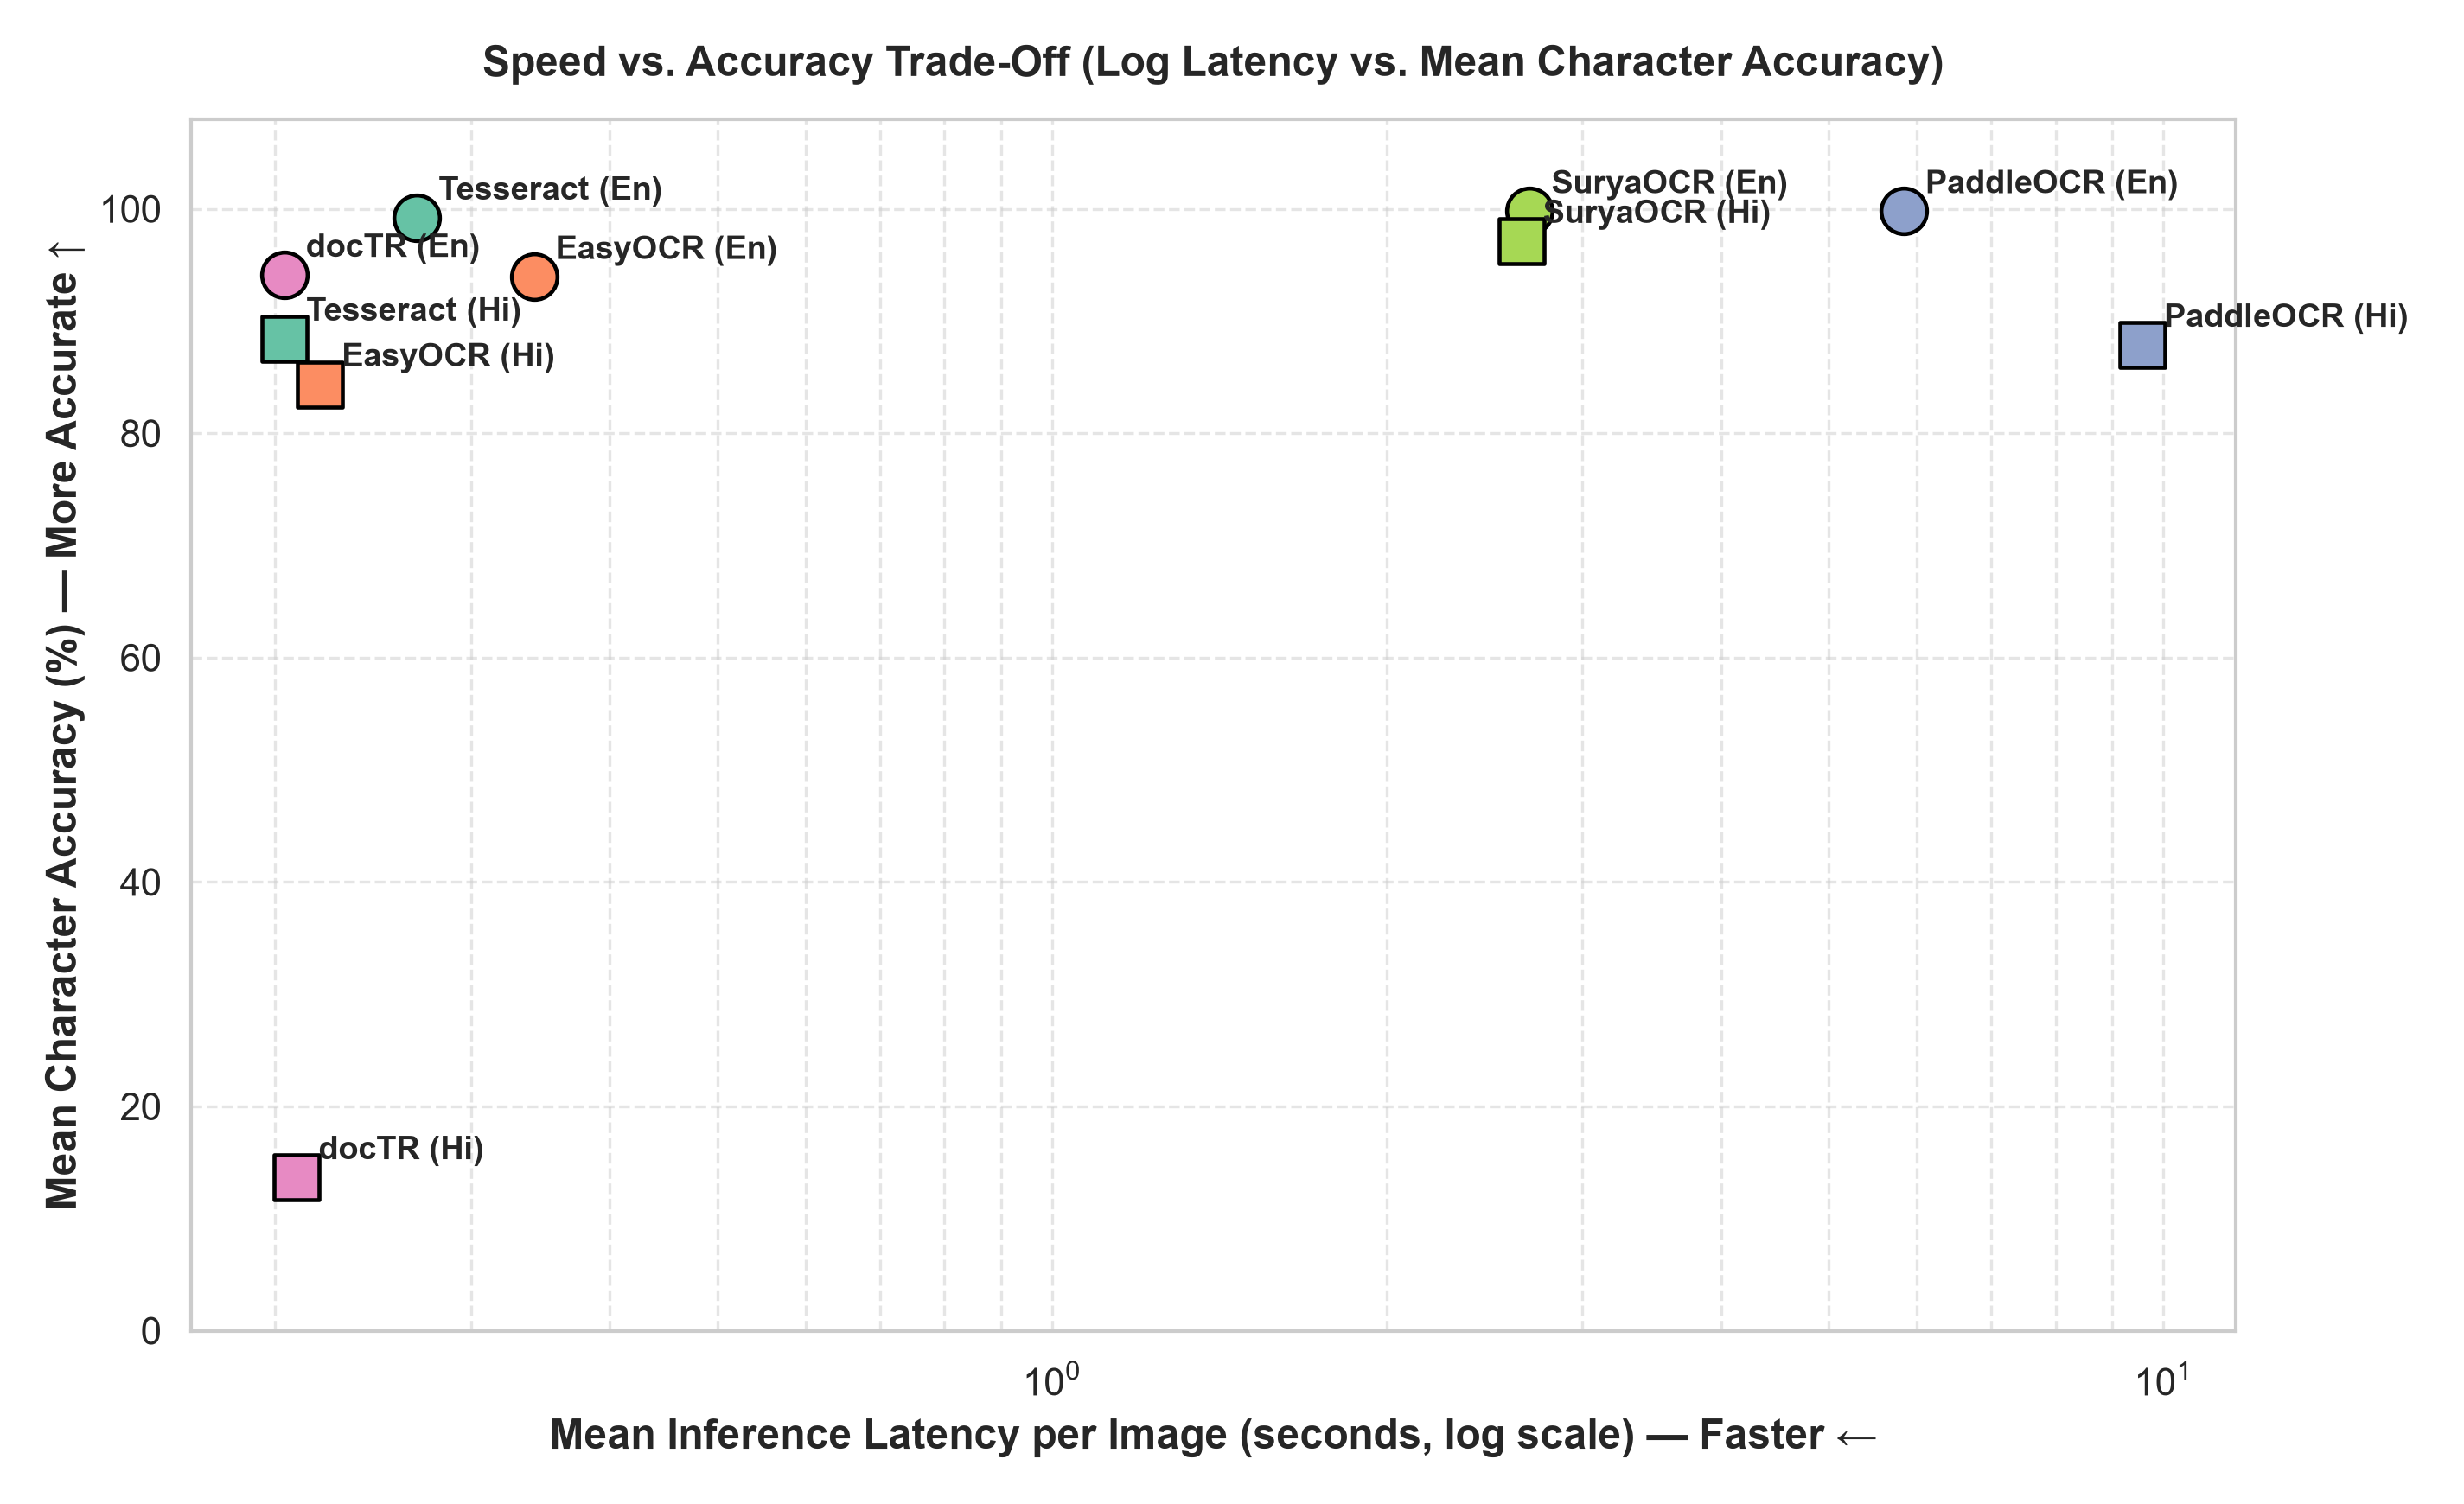 Speed vs. Accuracy Trade-Off (Log Latency vs. Mean Character Accuracy)
Mean Character Accuracy (%) — More Accurate ↑
100
80
60
40
20
0
Tesseract (En)
docTR (En)
EasyOCR (En)
Tesseract (Hi)
EasyOCR (Hi)
SuryaOCR (En)
SuryaOCR (Hi)
PaddleOCR (En)
PaddleOCR (Hi)
docTR (Hi)
10⁰
10¹
Mean Inference Latency per Image (seconds, log scale) — Faster ←